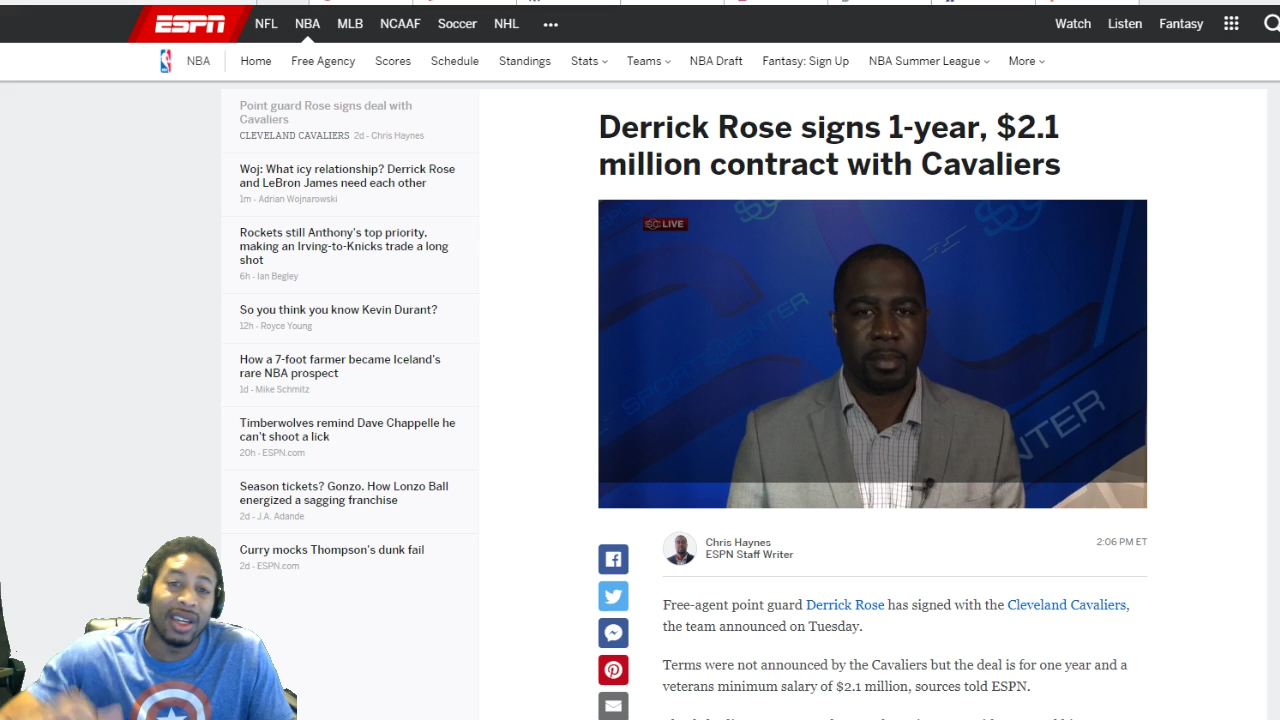 ESPN NFL NBA MLB NCAAF Soccer NHL ••• Watch Listen Fantasy
NBA Home Free Agency Scores Schedule Standings Stats Teams NBA Draft Fantasy: Sign Up NBA Summer League More
Point guard Rose signs deal with
Cavaliers
CLEVELAND CAVALIERS 2d - Chris Haynes
Woj: What icy relationship? Derrick Rose
and LeBron James need each other
1m - Adrian Wojnarowski
Rockets still Anthony's top priority,
making an Irving-to-Knicks trade a long
shot
6h - Ian Begley
So you think you know Kevin Durant?
12h - Royce Young
How a 7-foot farmer became Iceland's
rare NBA prospect
1d - Mike Schmitz
Timberwolves remind Dave Chappelle he
can't shoot a lick
20h - ESPN.com
Season tickets? Gonzo. How Lonzo Ball
energized a sagging franchise
2d - J.A. Adande
Curry mocks Thompson's dunk fail
2d - ESPN.com
Derrick Rose signs 1-year, $2.1
million contract with Cavaliers
SC LIVE
SPORTSCENTER
NTER
Chris Haynes
ESPN Staff Writer
2:06 PM ET
Free-agent point guard Derrick Rose has signed with the Cleveland Cavaliers,
the team announced on Tuesday.
Terms were not announced by the Cavaliers but the deal is for one year and a
veterans minimum salary of $2.1 million, sources told ESPN.